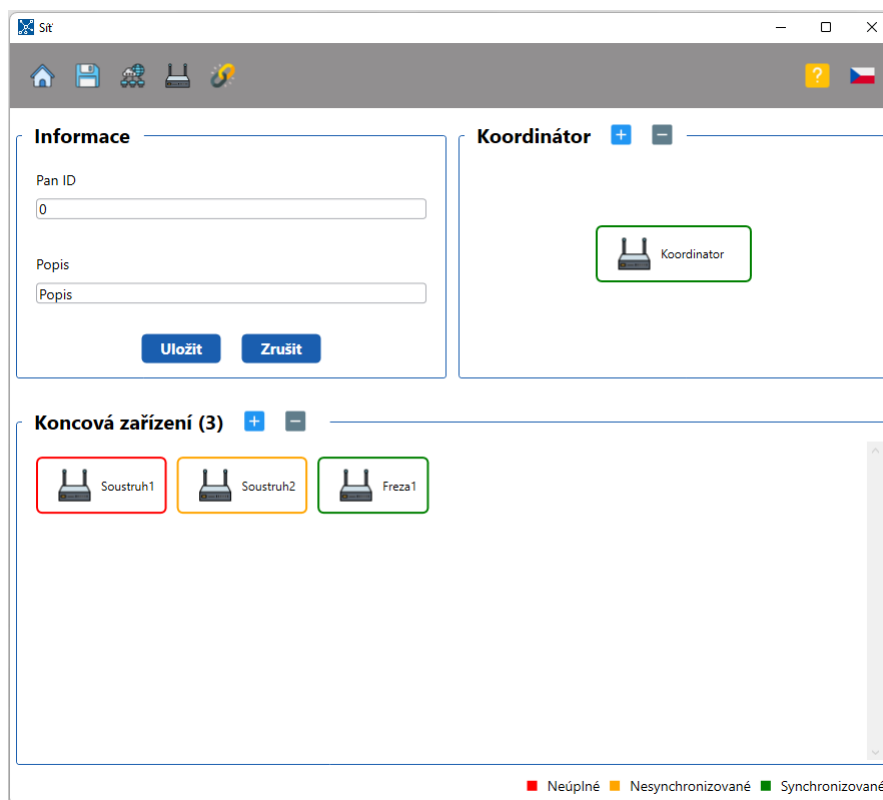 Síť
?
Informace
Pan ID
0
Popis
Popis
Uložit
Zrušit
Koordinátor
Koordinator
Koncová zařízení (3)
Soustruh1
Soustruh2
Freza1
Neúplné
Nesynchronizované
Synchronizované